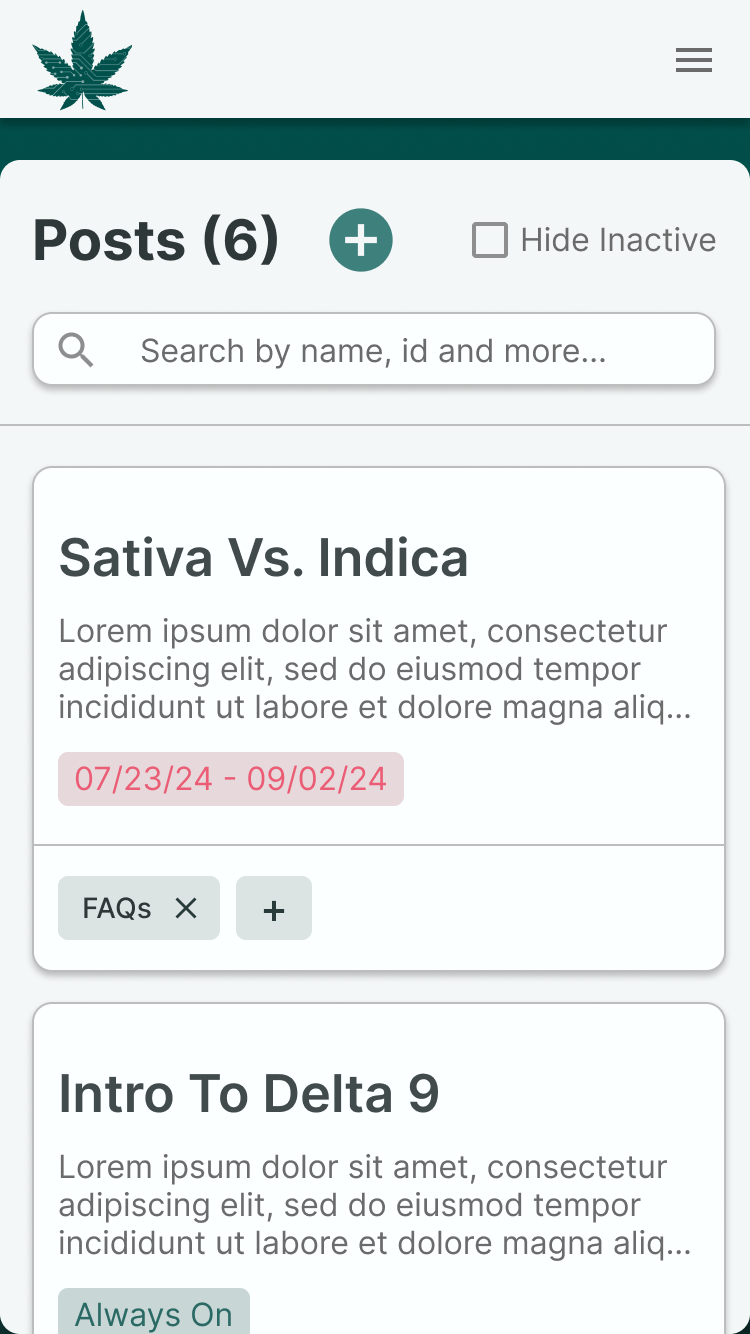 Posts (6)
Hide Inactive
Search by name, id and more...
Sativa Vs. Indica
Lorem ipsum dolor sit amet, consectetur
adipiscing elit, sed do eiusmod tempor
incididunt ut labore et dolore magna aliq...
07/23/24 - 09/02/24
FAQs
Intro To Delta 9
Lorem ipsum dolor sit amet, consectetur
adipiscing elit, sed do eiusmod tempor
incididunt ut labore et dolore magna aliq...
Always On